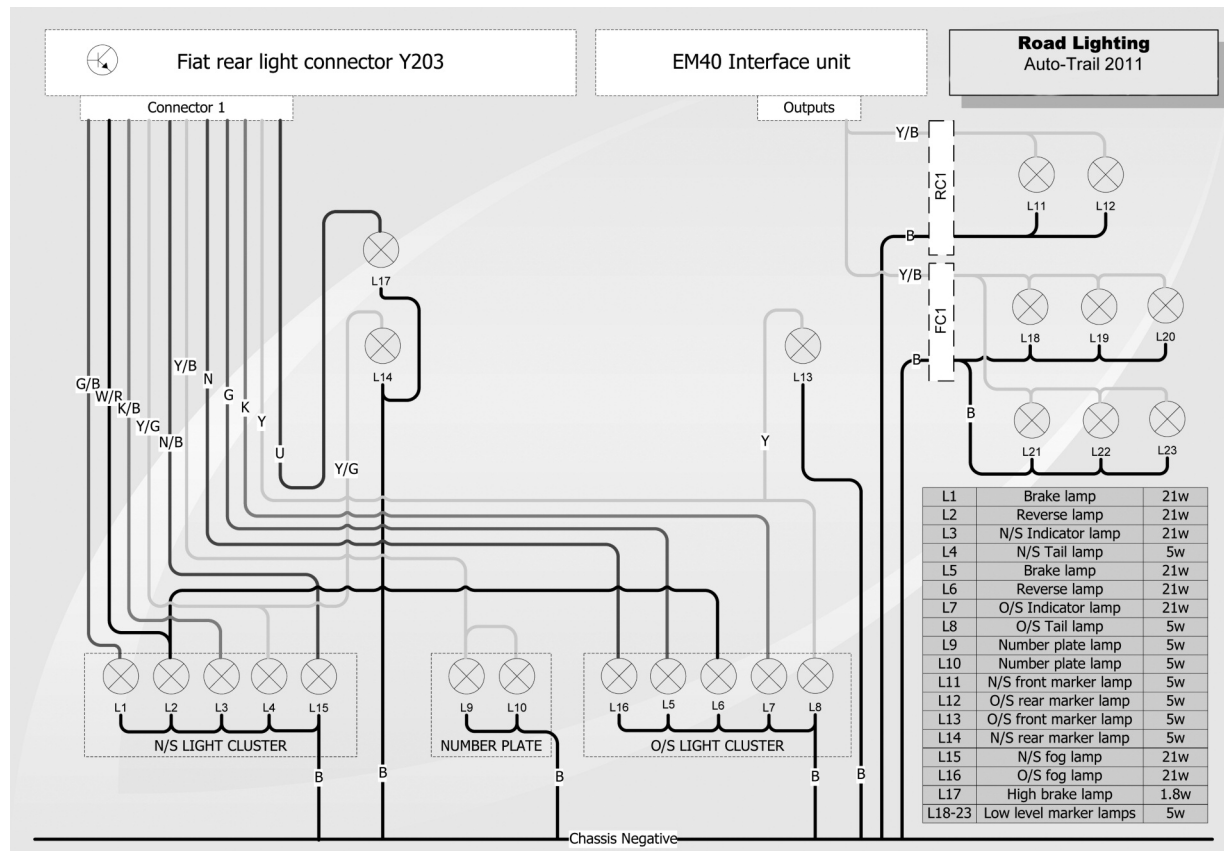 Fiat rear light connector Y203
EM40 Interface unit
Road Lighting
Auto-Trail 2011
Connector 1
Outputs
Y/B
RC1
L11
L12
B
Y/B
FC1
L18
L19
L20
B
B
L21
L22
L23
L17
L14
L13
G/B
W/R
K/B
Y/G
N/B
Y/B
N
G
K
Y
U
Y/G
Y
L1
L2
L3
L4
L15
N/S LIGHT CLUSTER
L9
L10
NUMBER PLATE
L16
L5
L6
L7
L8
O/S LIGHT CLUSTER
B
B
B
B
B
Chassis Negative
L1 Brake lamp 21w
L2 Reverse lamp 21w
L3 N/S Indicator lamp 21w
L4 N/S Tail lamp 5w
L5 Brake lamp 21w
L6 Reverse lamp 21w
L7 O/S Indicator lamp 21w
L8 O/S Tail lamp 5w
L9 Number plate lamp 5w
L10 Number plate lamp 5w
L11 N/S front marker lamp 5w
L12 O/S rear marker lamp 5w
L13 O/S front marker lamp 5w
L14 N/S rear marker lamp 5w
L15 N/S fog lamp 21w
L16 O/S fog lamp 21w
L17 High brake lamp 1.8w
L18-23 Low level marker lamps 5w